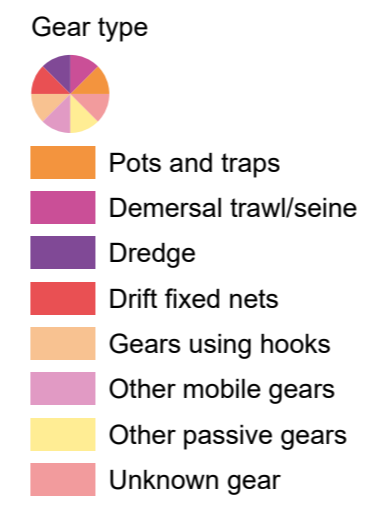 Gear type
Pots and traps
Demersal trawl/seine
Dredge
Drift fixed nets
Gears using hooks
Other mobile gears
Other passive gears
Unknown gear